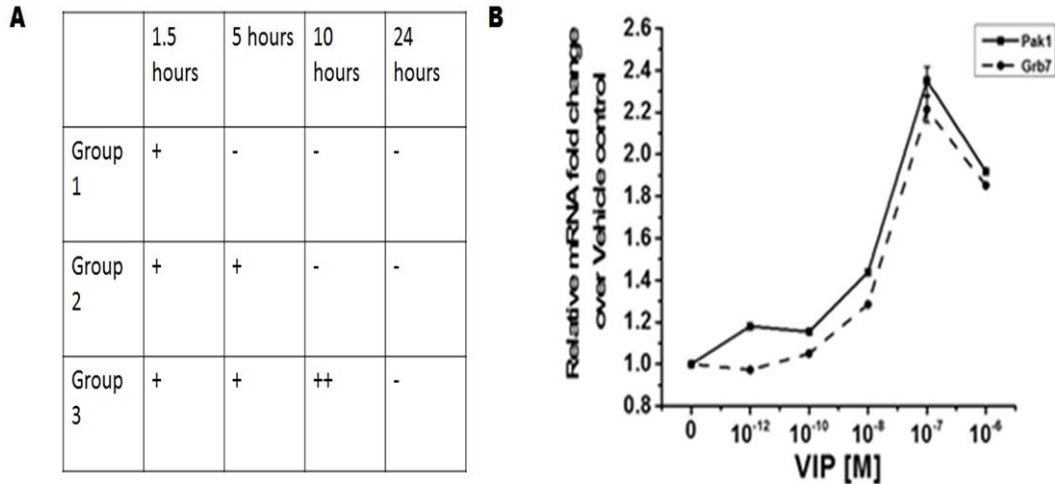 A
1.5 hours	5 hours	10 hours	24 hours
Group 1	+	-	-	-
Group 2	+	+	-	-
Group 3	+	+	++	-
B
Relative mRNA fold change
over Vehicle control
2.6
2.4
2.2
2.0
1.8
1.6
1.4
1.2
1.0
0.8
Pak1
Grb7
0 10⁻¹² 10⁻¹⁰ 10⁻⁸ 10⁻⁷ 10⁻⁶
VIP [M]